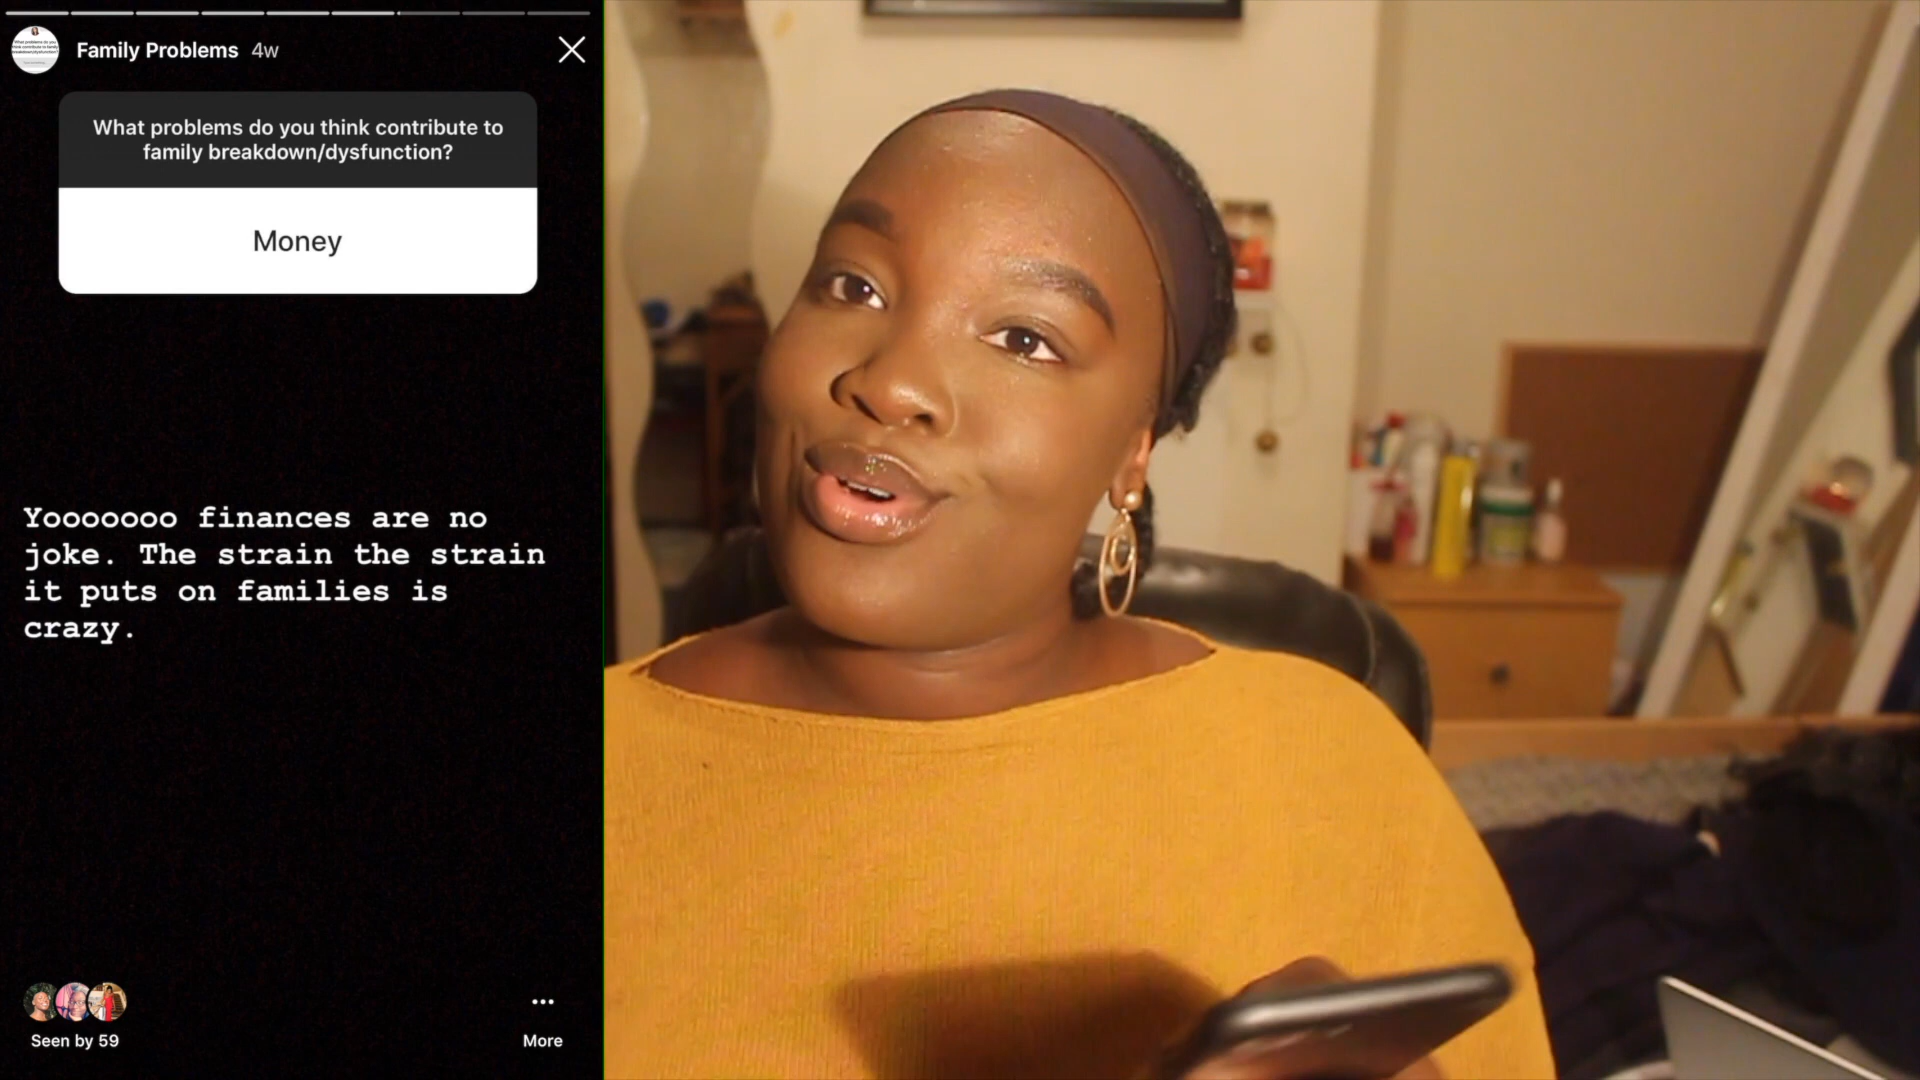 Family Problems 4w
What problems do you think contribute to
family breakdown/dysfunction?
Money
Yooooooo finances are no
joke. The strain the strain
it puts on families is
crazy.
Seen by 59
More